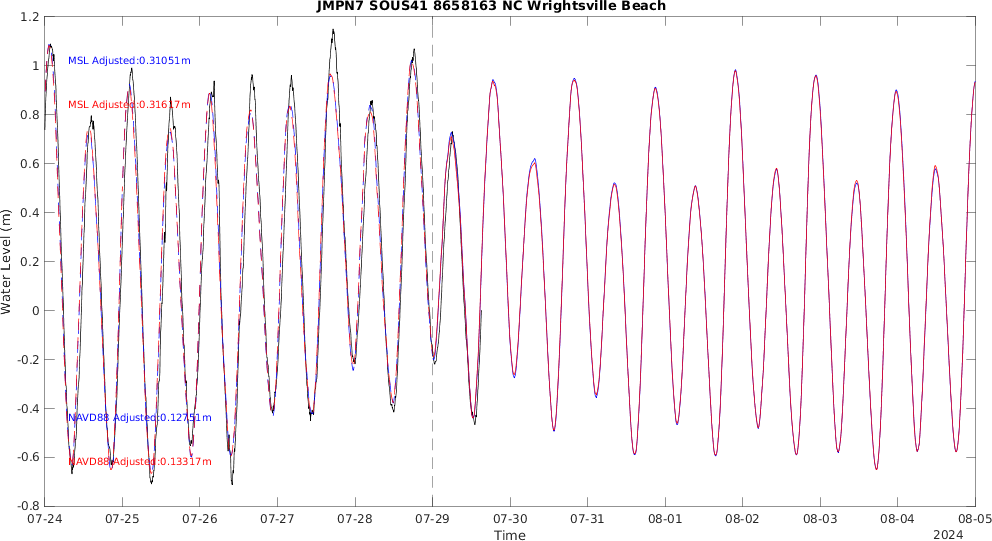 JMPN7 SOUS41 8658163 NC Wrightsville Beach
1.2
1
0.8
0.6
0.4
0.2
0
-0.2
-0.4
-0.6
-0.8
Water Level (m)
MSL Adjusted:0.31051m
MSL Adjusted:0.31617m
NAVD88 Adjusted:0.12751m
NAVD88 Adjusted:0.13317m
07-24 07-25 07-26 07-27 07-28 07-29 07-30 07-31 08-01 08-02 08-03 08-04 08-05
Time
2024